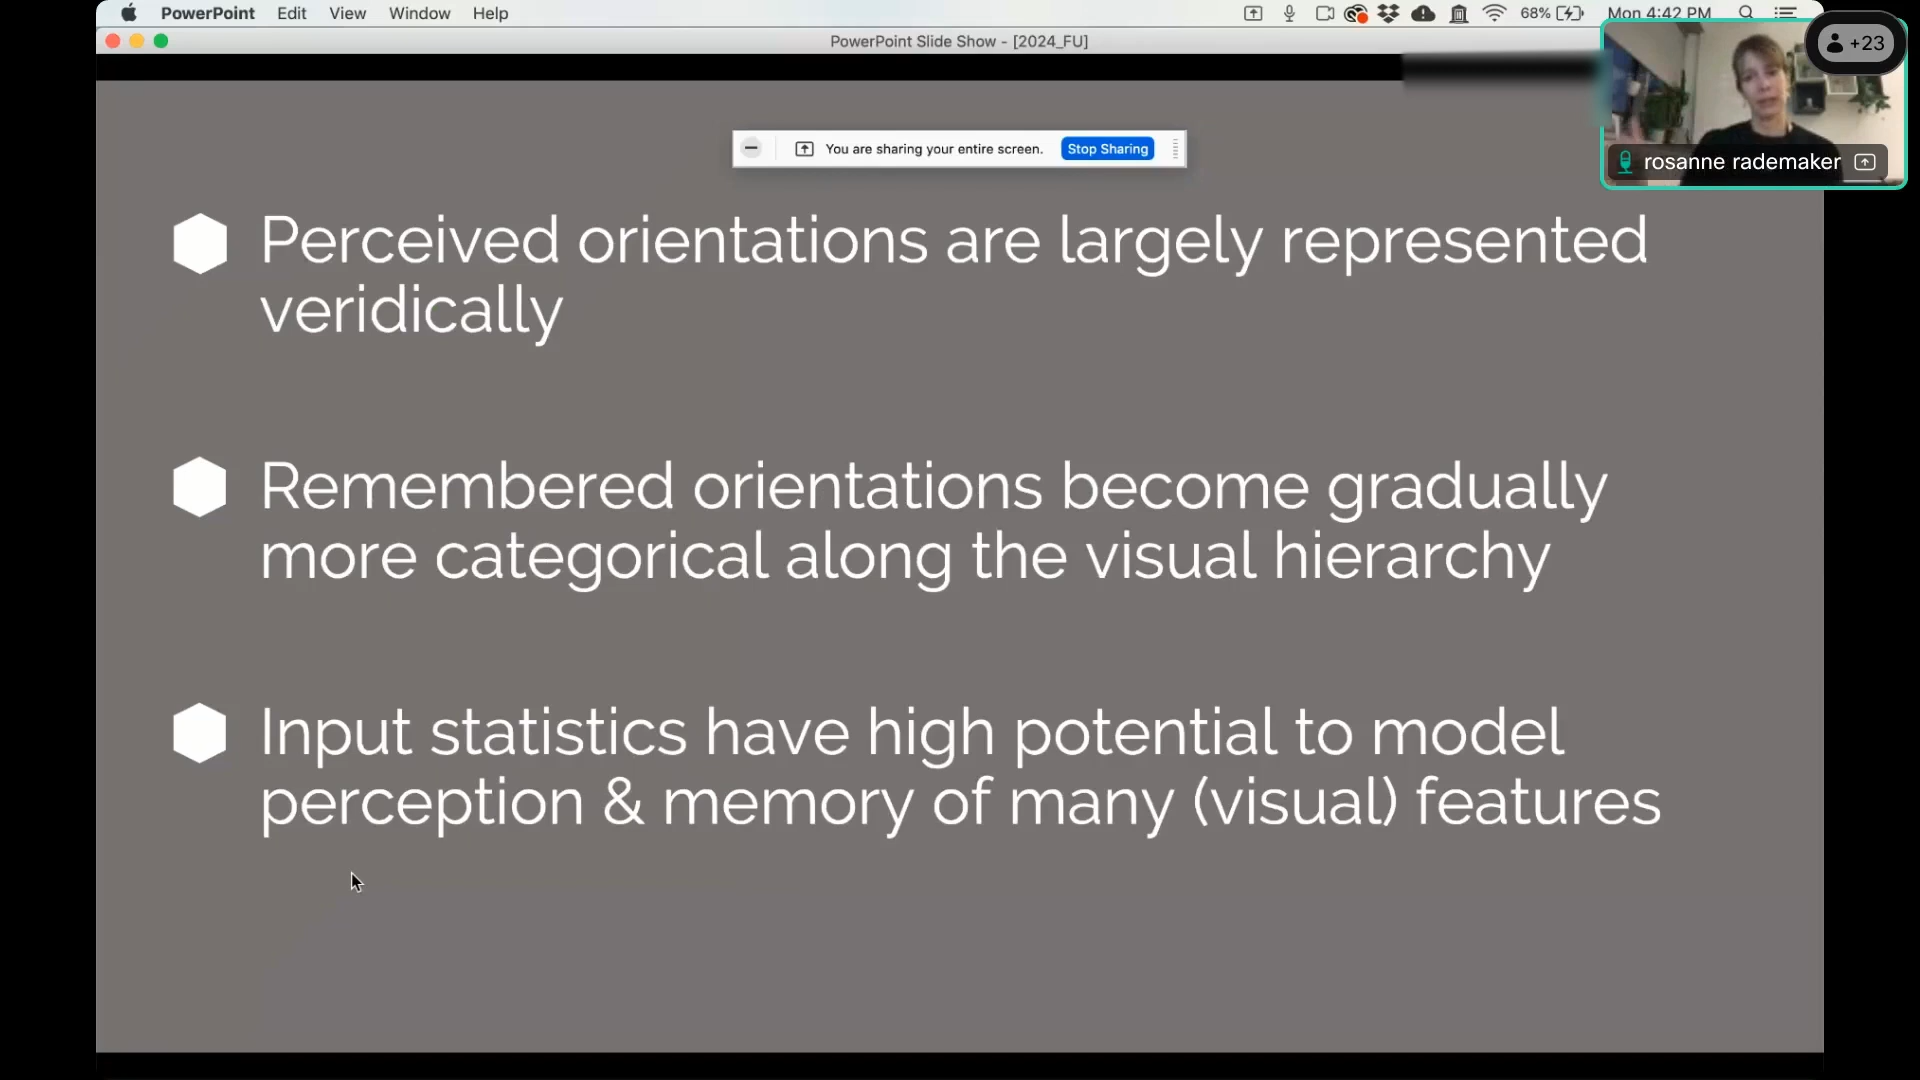 PowerPoint Edit View Window Help 68% Mon 4:42 PM
PowerPoint Slide Show - [2024_FU]
+23
You are sharing your entire screen. Stop Sharing
rosanne rademaker
Perceived orientations are largely represented
veridically
Remembered orientations become gradually
more categorical along the visual hierarchy
Input statistics have high potential to model
perception & memory of many (visual) features